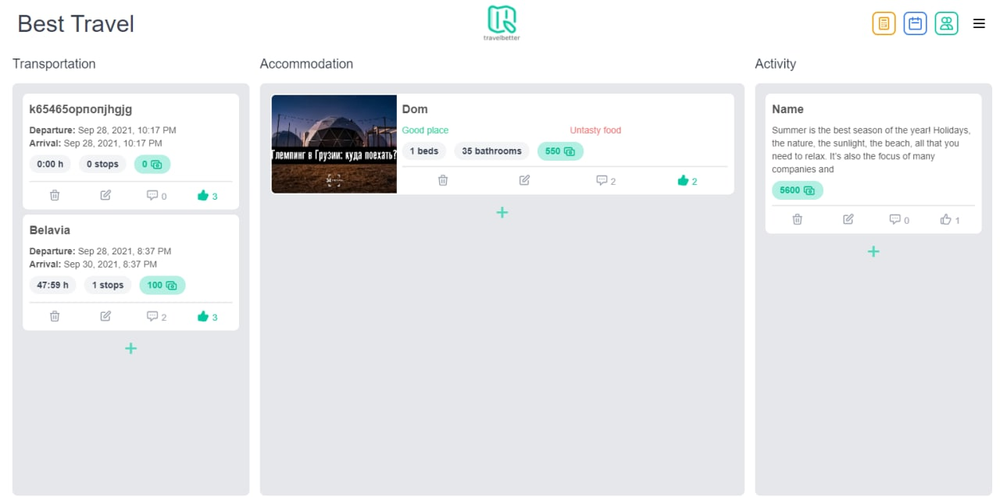 Best Travel
travelbetter
Transportation
k65465орпопjhgjg
Departure: Sep 28, 2021, 10:17 PM
Arrival: Sep 28, 2021, 10:17 PM
0:00 h
0 stops
0
0
3
Belavia
Departure: Sep 28, 2021, 8:37 PM
Arrival: Sep 30, 2021, 8:37 PM
47:59 h
1 stops
100
2
3
Accommodation
Глемпинг в Грузии: куда поехать?
Dom
Good place
Untasty food
1 beds
35 bathrooms
550
2
2
Activity
Name
Summer is the best season of the year! Holidays,
the nature, the sunlight, the beach, all that you
need to relax. It's also the focus of many
companies and
5600
0
1